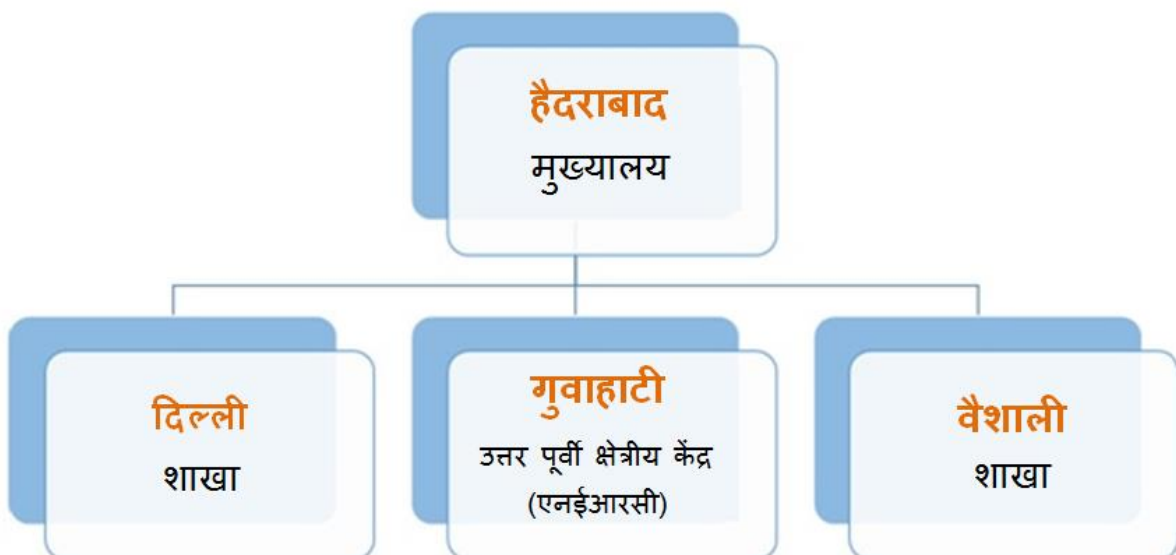 हैदराबाद
मुख्यालय
दिल्ली
शाखा
गुवाहाटी
उत्तर पूर्वी क्षेत्रीय केंद्र
(एनईआरसी)
वैशाली
शाखा